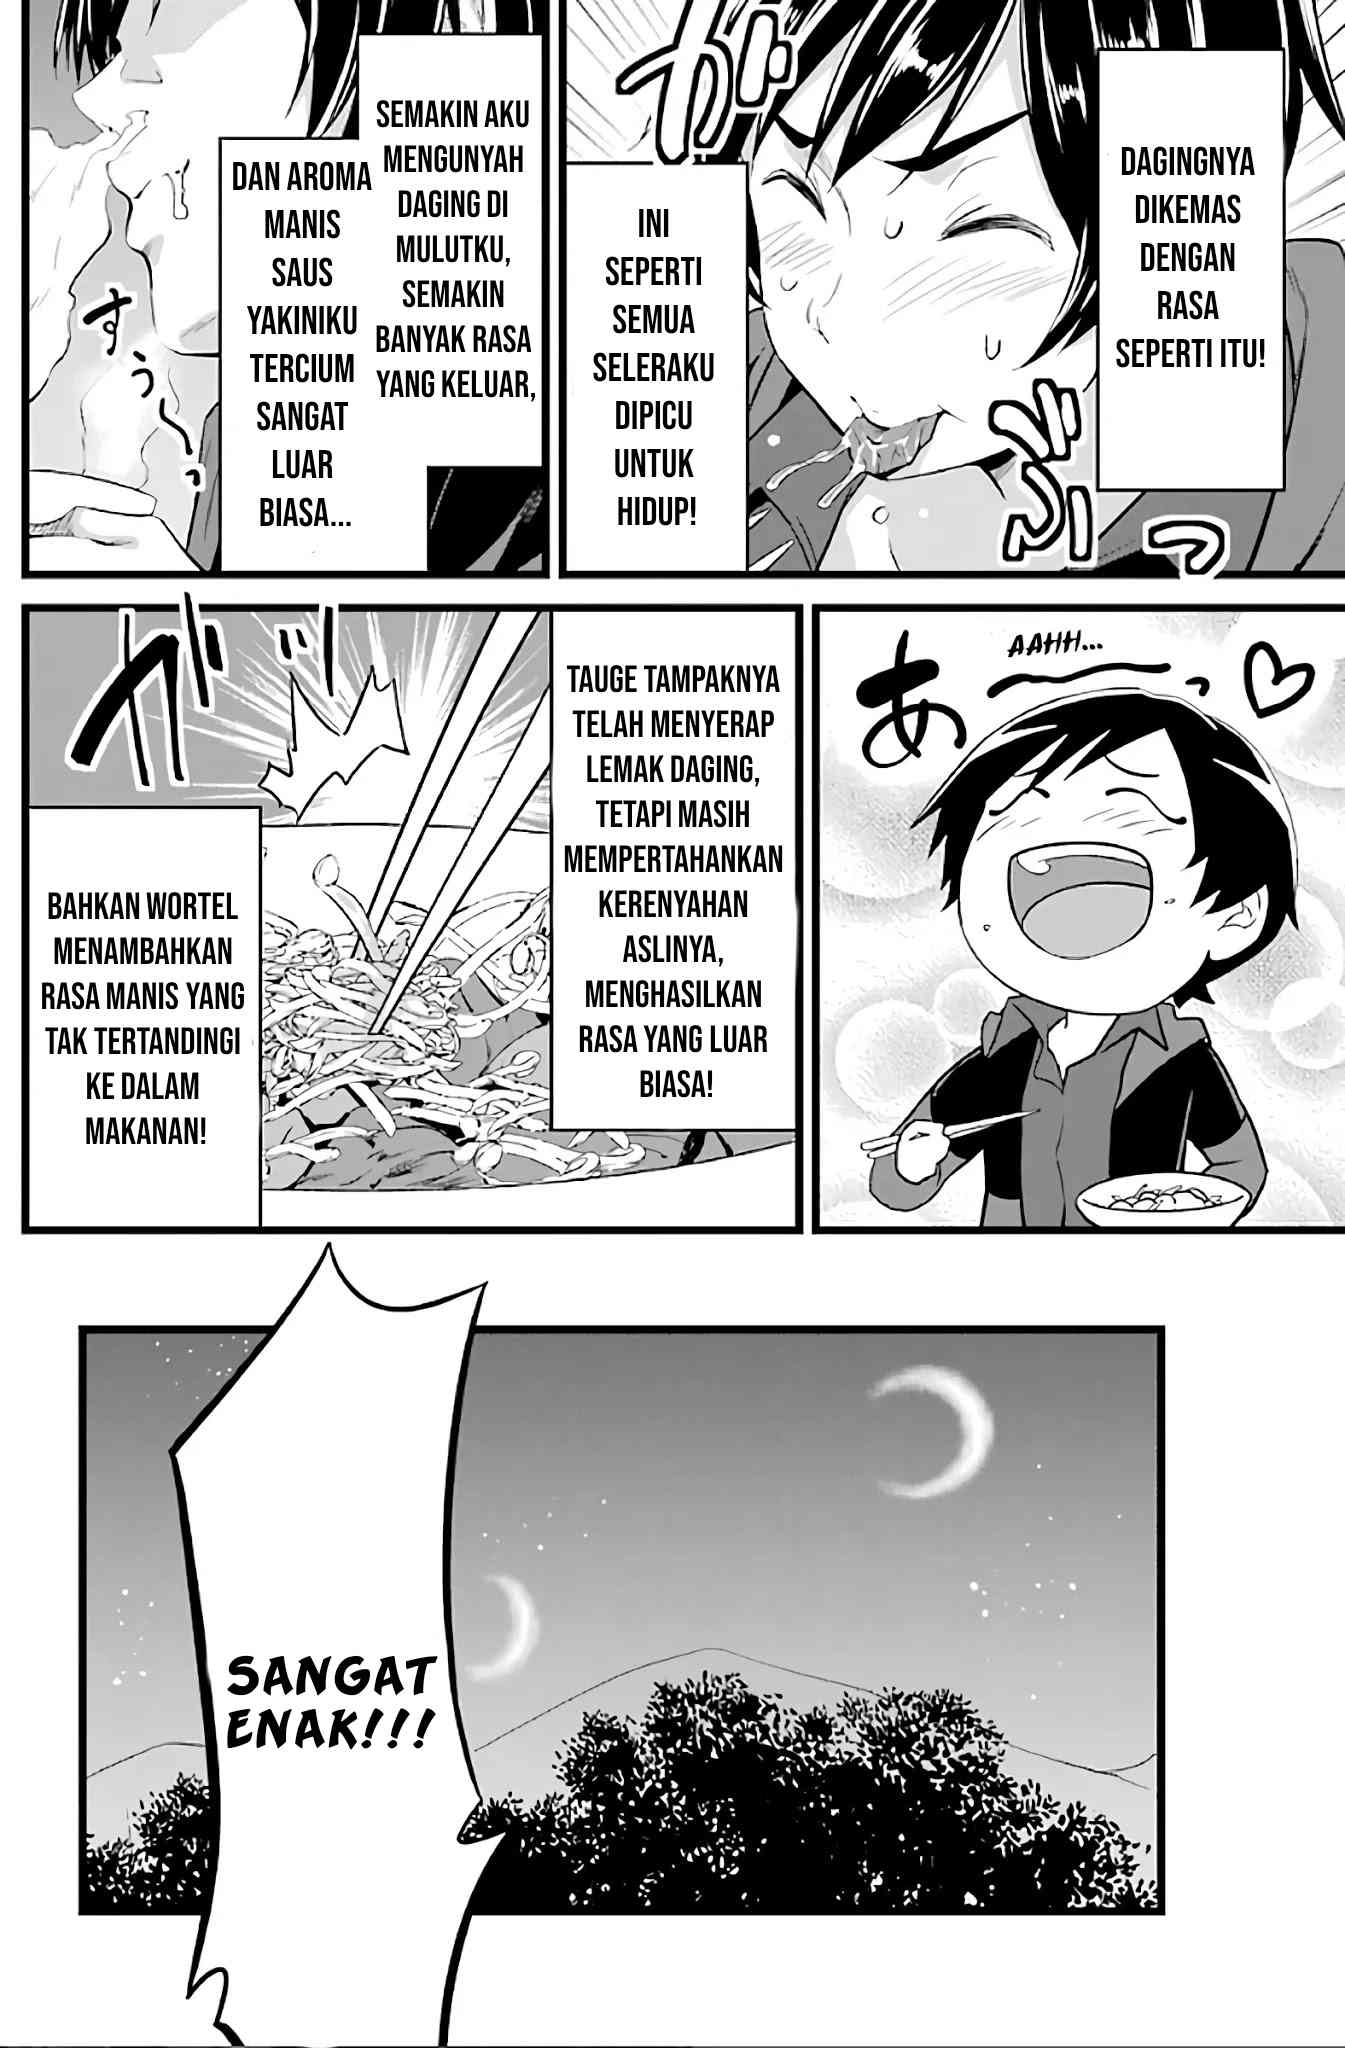 DAGINGNYA
DIKEMAS
DENGAN
RASA
SEPERTI ITU!
ガ
ぶ
っ
INI
SEPERTI
SEMUA
SELERAKU
DIPICU
UNTUK
HIDUP!
SEMAKIN AKU
MENGUNYAH
DAGING DI
MULUTKU,
SEMAKIN
BANYAK RASA
YANG KELUAR,
DAN AROMA
MANIS
SAUS
YAKINIKU
TERCIUM
SANGAT
LUAR
BIASA...
すぅ~
AAHH...
あ~っ♡
TAUGE TAMPAKNYA
TELAH MENYERAP
LEMAK DAGING,
TETAPI MASIH
MEMPERTAHANKAN
KERENYAHAN
ASLINYA,
MENGHASILKAN
RASA YANG LUAR
BIASA!
ガッ
BAHKAN WORTEL
MENAMBAHKAN
RASA MANIS YANG
TAK TERTANDINGI
KE DALAM
MAKANAN!
SANGAT
ENAK!!!